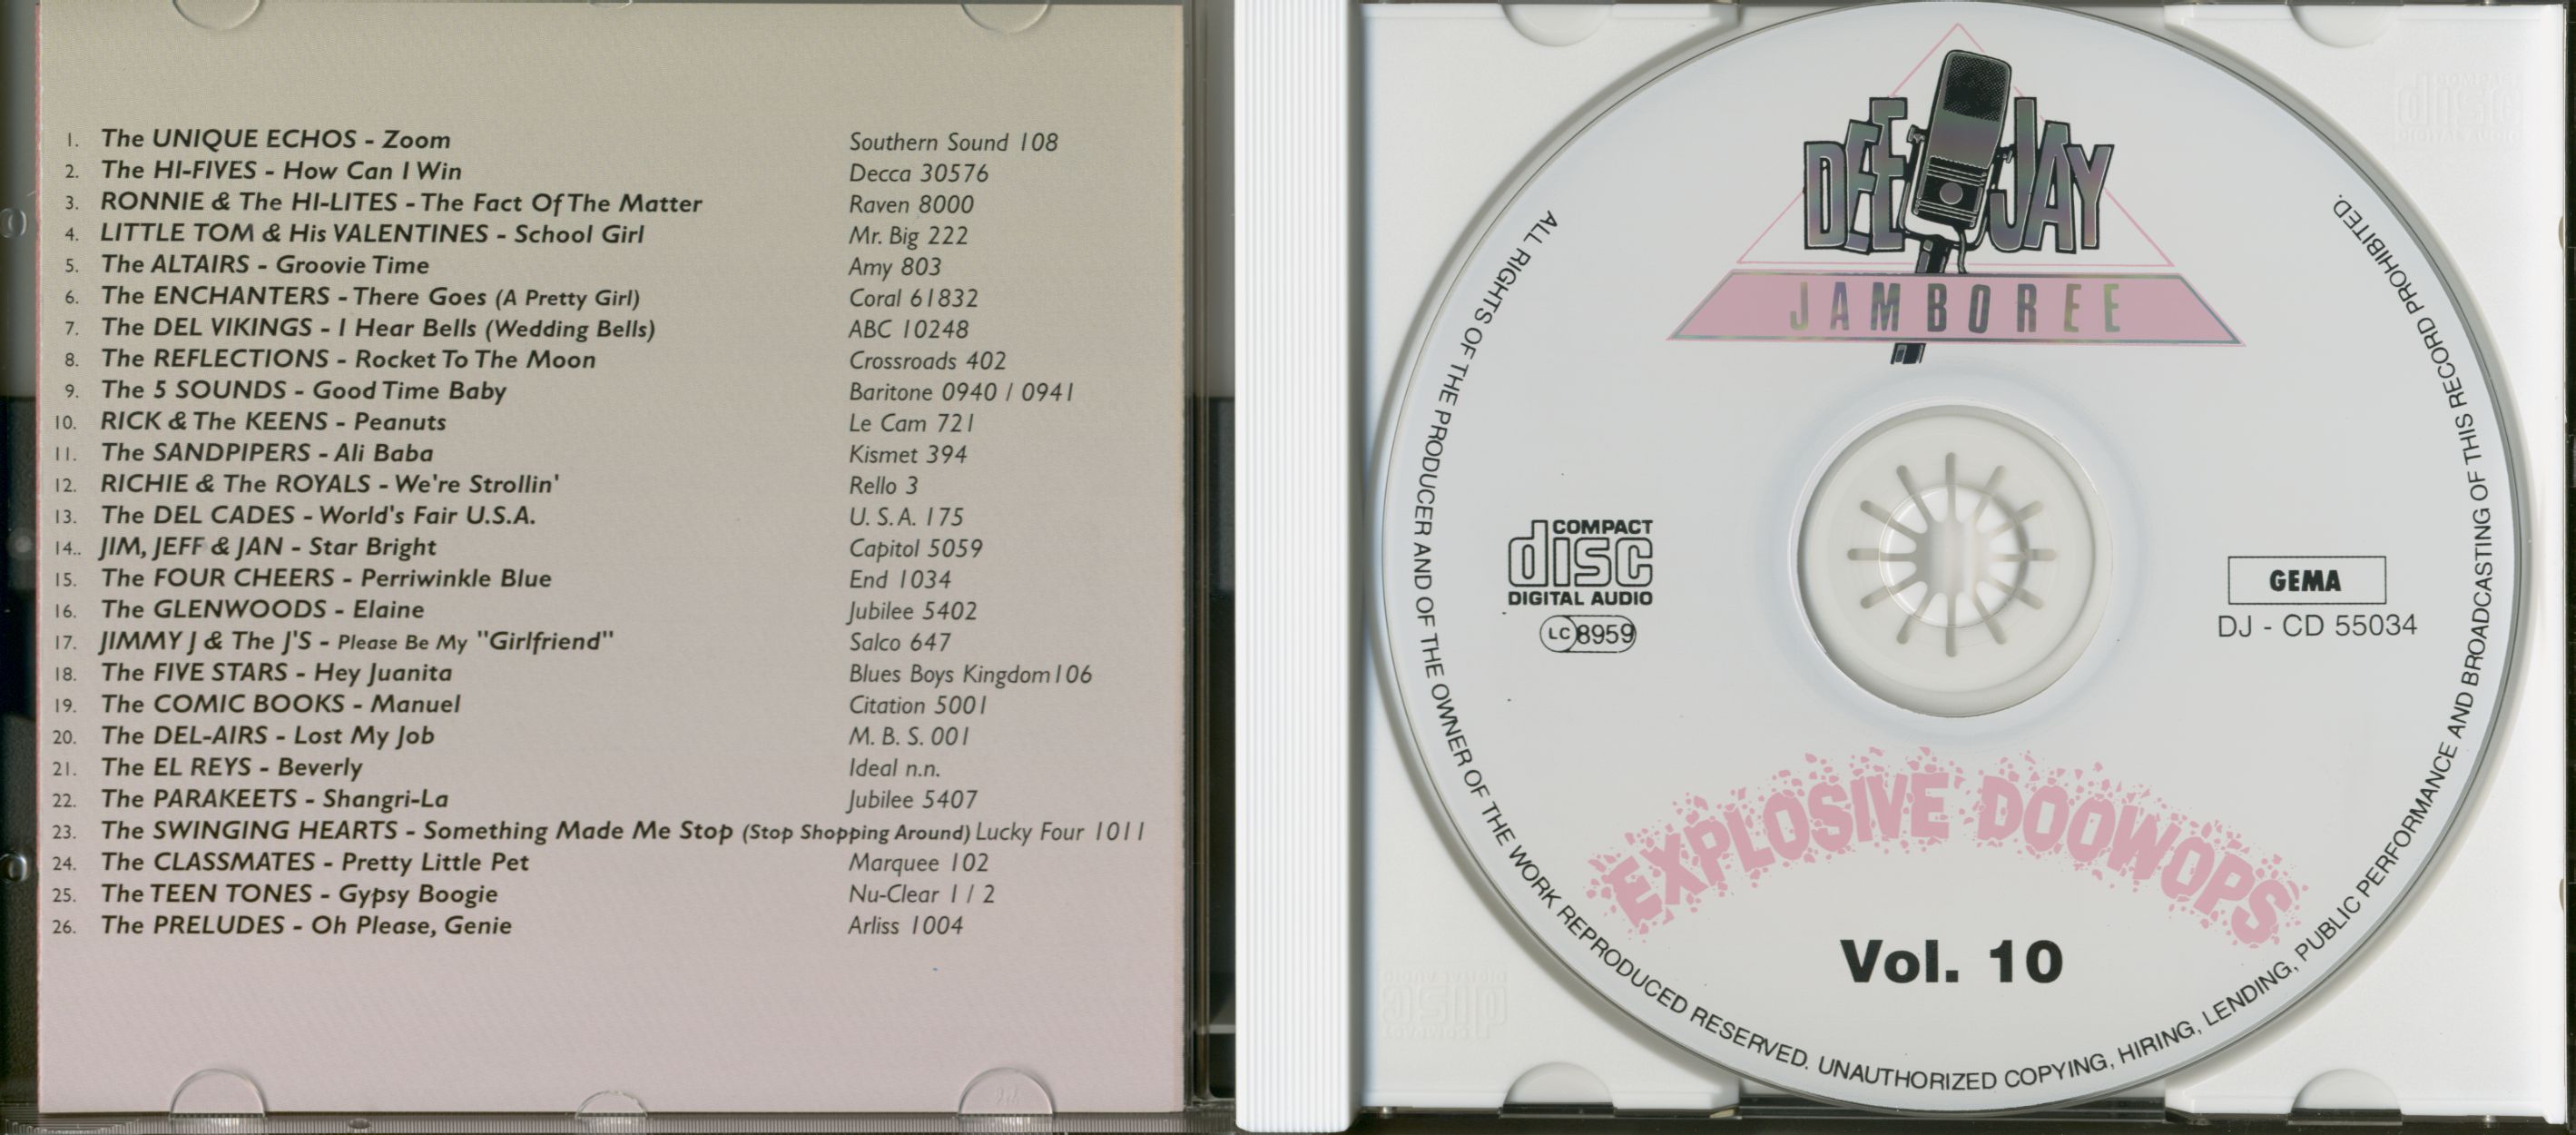 1. The UNIQUE ECHOS - Zoom Southern Sound 108
2. The HI-FIVES - How Can I Win Decca 30576
3. RONNIE & The HI-LITES - The Fact Of The Matter Raven 8000
4. LITTLE TOM & His VALENTINES - School Girl Mr. Big 222
5. The ALTAIRS - Groovie Time Amy 803
6. The ENCHANTERS - There Goes (A Pretty Girl) Coral 61832
7. The DEL VIKINGS - I Hear Bells (Wedding Bells) ABC 10248
8. The REFLECTIONS - Rocket To The Moon Crossroads 402
9. The 5 SOUNDS - Good Time Baby Baritone 0940 / 0941
10. RICK & The KEENS - Peanuts Le Cam 721
11. The SANDPIPERS - Ali Baba Kismet 394
12. RICHIE & The ROYALS - We're Strollin' Rello 3
13. The DEL CADES - World's Fair U.S.A. U. S. A. 175
14.. JIM, JEFF & JAN - Star Bright Capitol 5059
15. The FOUR CHEERS - Perriwinkle Blue End 1034
16. The GLENWOODS - Elaine Jubilee 5402
17. JIMMY J & The J'S - Please Be My "Girlfriend" Salco 647
18. The FIVE STARS - Hey Juanita Blues Boys Kingdom106
19. The COMIC BOOKS - Manuel Citation 5001
20. The DEL-AIRS - Lost My Job M. B. S. 001
21. The EL REYS - Beverly Ideal n.n.
22. The PARAKEETS - Shangri-La Jubilee 5407
23. The SWINGING HEARTS - Something Made Me Stop (Stop Shopping Around) Lucky Four 1011
24. The CLASSMATES - Pretty Little Pet Marquee 102
25. The TEEN TONES - Gypsy Boogie Nu-Clear 1 / 2
26. The PRELUDES - Oh Please, Genie Arliss 1004
DEE JAY
JAMBOREE
COMPACT
disc
DIGITAL AUDIO
LC 8959
GEMA
DJ - CD 55034
EXPLOSIVE DOOWOPS
Vol. 10
ALL RIGHTS OF THE PRODUCER AND OF THE OWNER OF THE WORK REPRODUCED RESERVED. UNAUTHORIZED COPYING, HIRING, LENDING, PUBLIC PERFORMANCE AND BROADCASTING OF THIS RECORD PROHIBITED.
COMPACT
disc
DIGITAL AUDIO
COMPACT
disc
DIGITAL AUDIO